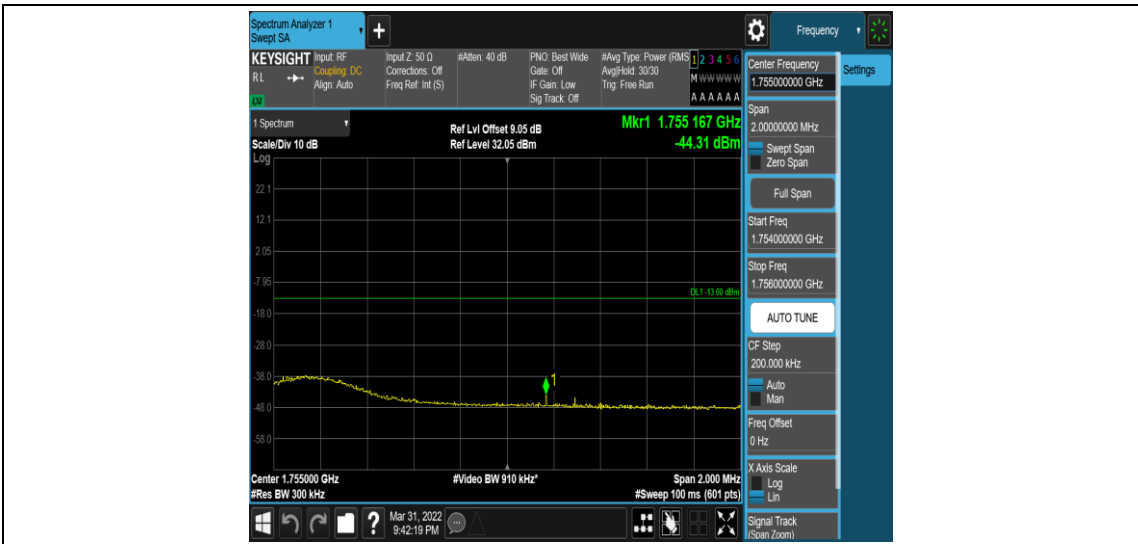 Spectrum Analyzer 1
Swept SA
+
Frequency
KEYSIGHT
RL
LXI
Input: RF
Coupling: DC
Align: Auto
Input Z: 50 Ω
Corrections: Off
Freq Ref: Int (S)
#Atten: 40 dB
PNO: Best Wide
Gate: Off
IF Gain: Low
Sig Track: Off
#Avg Type: Power (RMS
Avg|Hold: 30/30
Trig: Free Run
1 2 3 4 5 6
M W W W W W
A A A A A A
1 Spectrum
Scale/Div 10 dB
Log
Ref Lvl Offset 9.05 dB
Ref Level 32.05 dBm
Mkr1 1.755 167 GHz
-44.31 dBm
22.1
12.1
2.05
-7.95
DL1 -13.00 dBm
-18.0
-28.0
-38.0
1
-48.0
-58.0
Center 1.755000 GHz
#Video BW 910 kHz*
Span 2.000 MHz
#Res BW 300 kHz
#Sweep 100 ms (601 pts)
Center Frequency
1.755000000 GHz
Settings
Span
2.00000000 MHz
Swept Span
Zero Span
Full Span
Start Freq
1.754000000 GHz
Stop Freq
1.756000000 GHz
AUTO TUNE
CF Step
200.000 kHz
Auto
Man
Freq Offset
0 Hz
X Axis Scale
Log
Lin
Signal Track
(Span Zoom)
?
Mar 31, 2022
9:42:19 PM